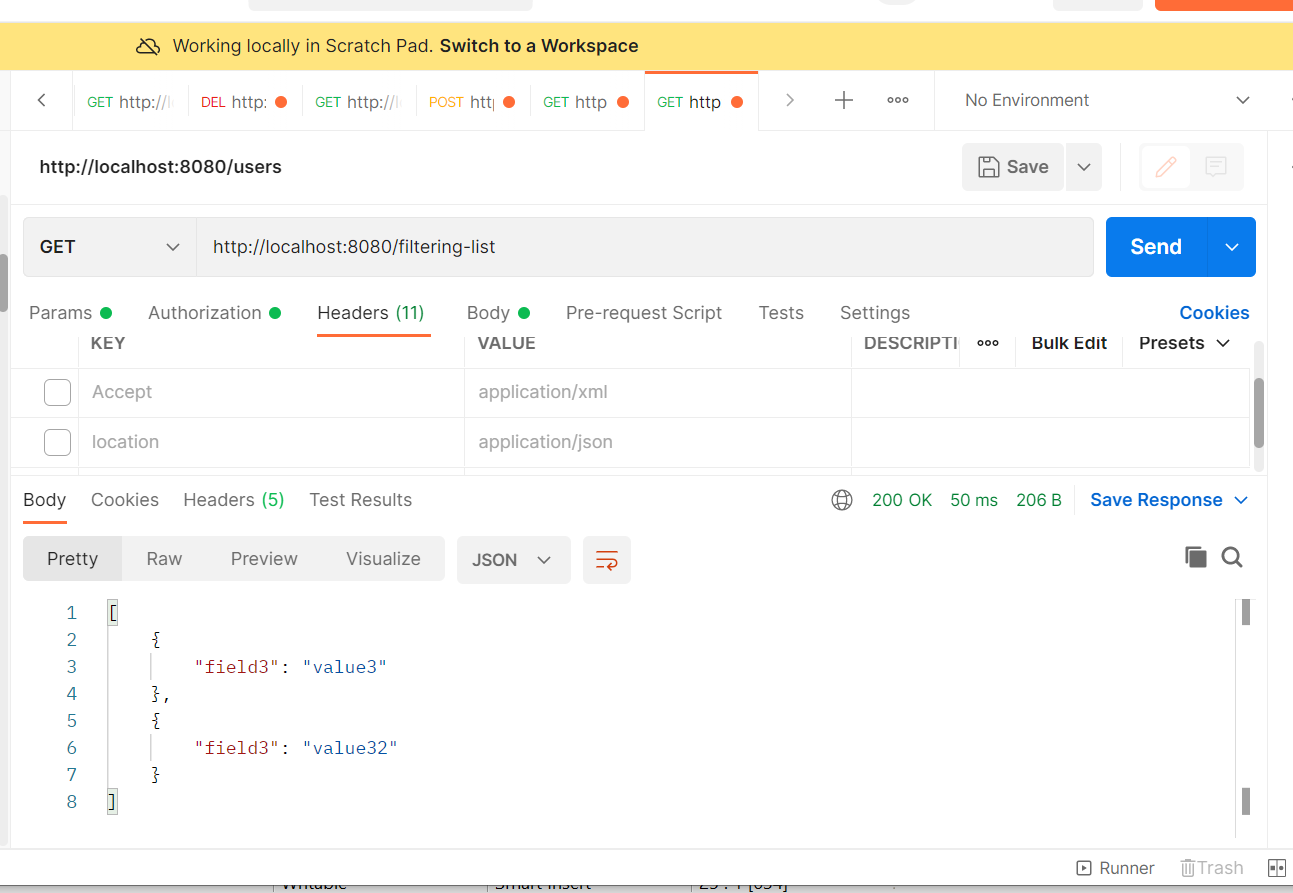 Working locally in Scratch Pad. Switch to a Workspace
GET http://l DEL http: GET http://l POST htt GET http GET http No Environment
http://localhost:8080/users Save
GET http://localhost:8080/filtering-list Send
Params Authorization Headers (11) Body Pre-request Script Tests Settings Cookies
KEY VALUE DESCRIPTI Bulk Edit Presets
Accept application/xml
location application/json
Body Cookies Headers (5) Test Results 200 OK 50 ms 206 B Save Response
Pretty Raw Preview Visualize JSON
1 [
2 {
3 "field3": "value3"
4 },
5 {
6 "field3": "value32"
7 }
8 ]
Runner Trash
Writable Smart Insert